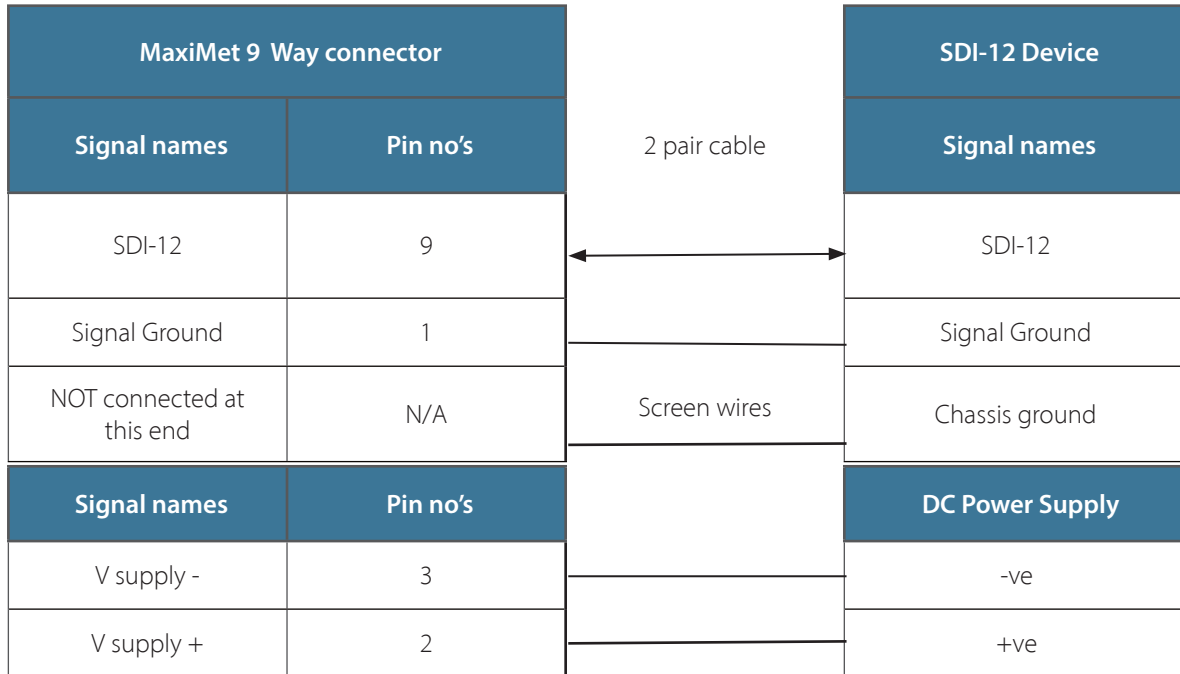 MaxiMet 9 Way connector
SDI-12 Device
Signal names
Pin no's
2 pair cable
Signal names
SDI-12
9
SDI-12
Signal Ground
1
Signal Ground
NOT connected at
this end
N/A
Screen wires
Chassis ground
Signal names
Pin no's
DC Power Supply
V supply -
3
-ve
V supply +
2
+ve